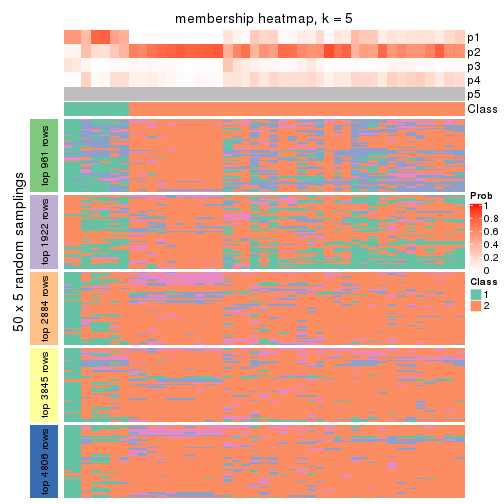 membership heatmap, k = 5
p1
p2
p3
p4
p5
Class
50 x 5 random samplings
top 961 rows
top 1922 rows
top 2884 rows
top 3845 rows
top 4806 rows
Prob
1
0.8
0.6
0.4
0.2
0
Class
1
2